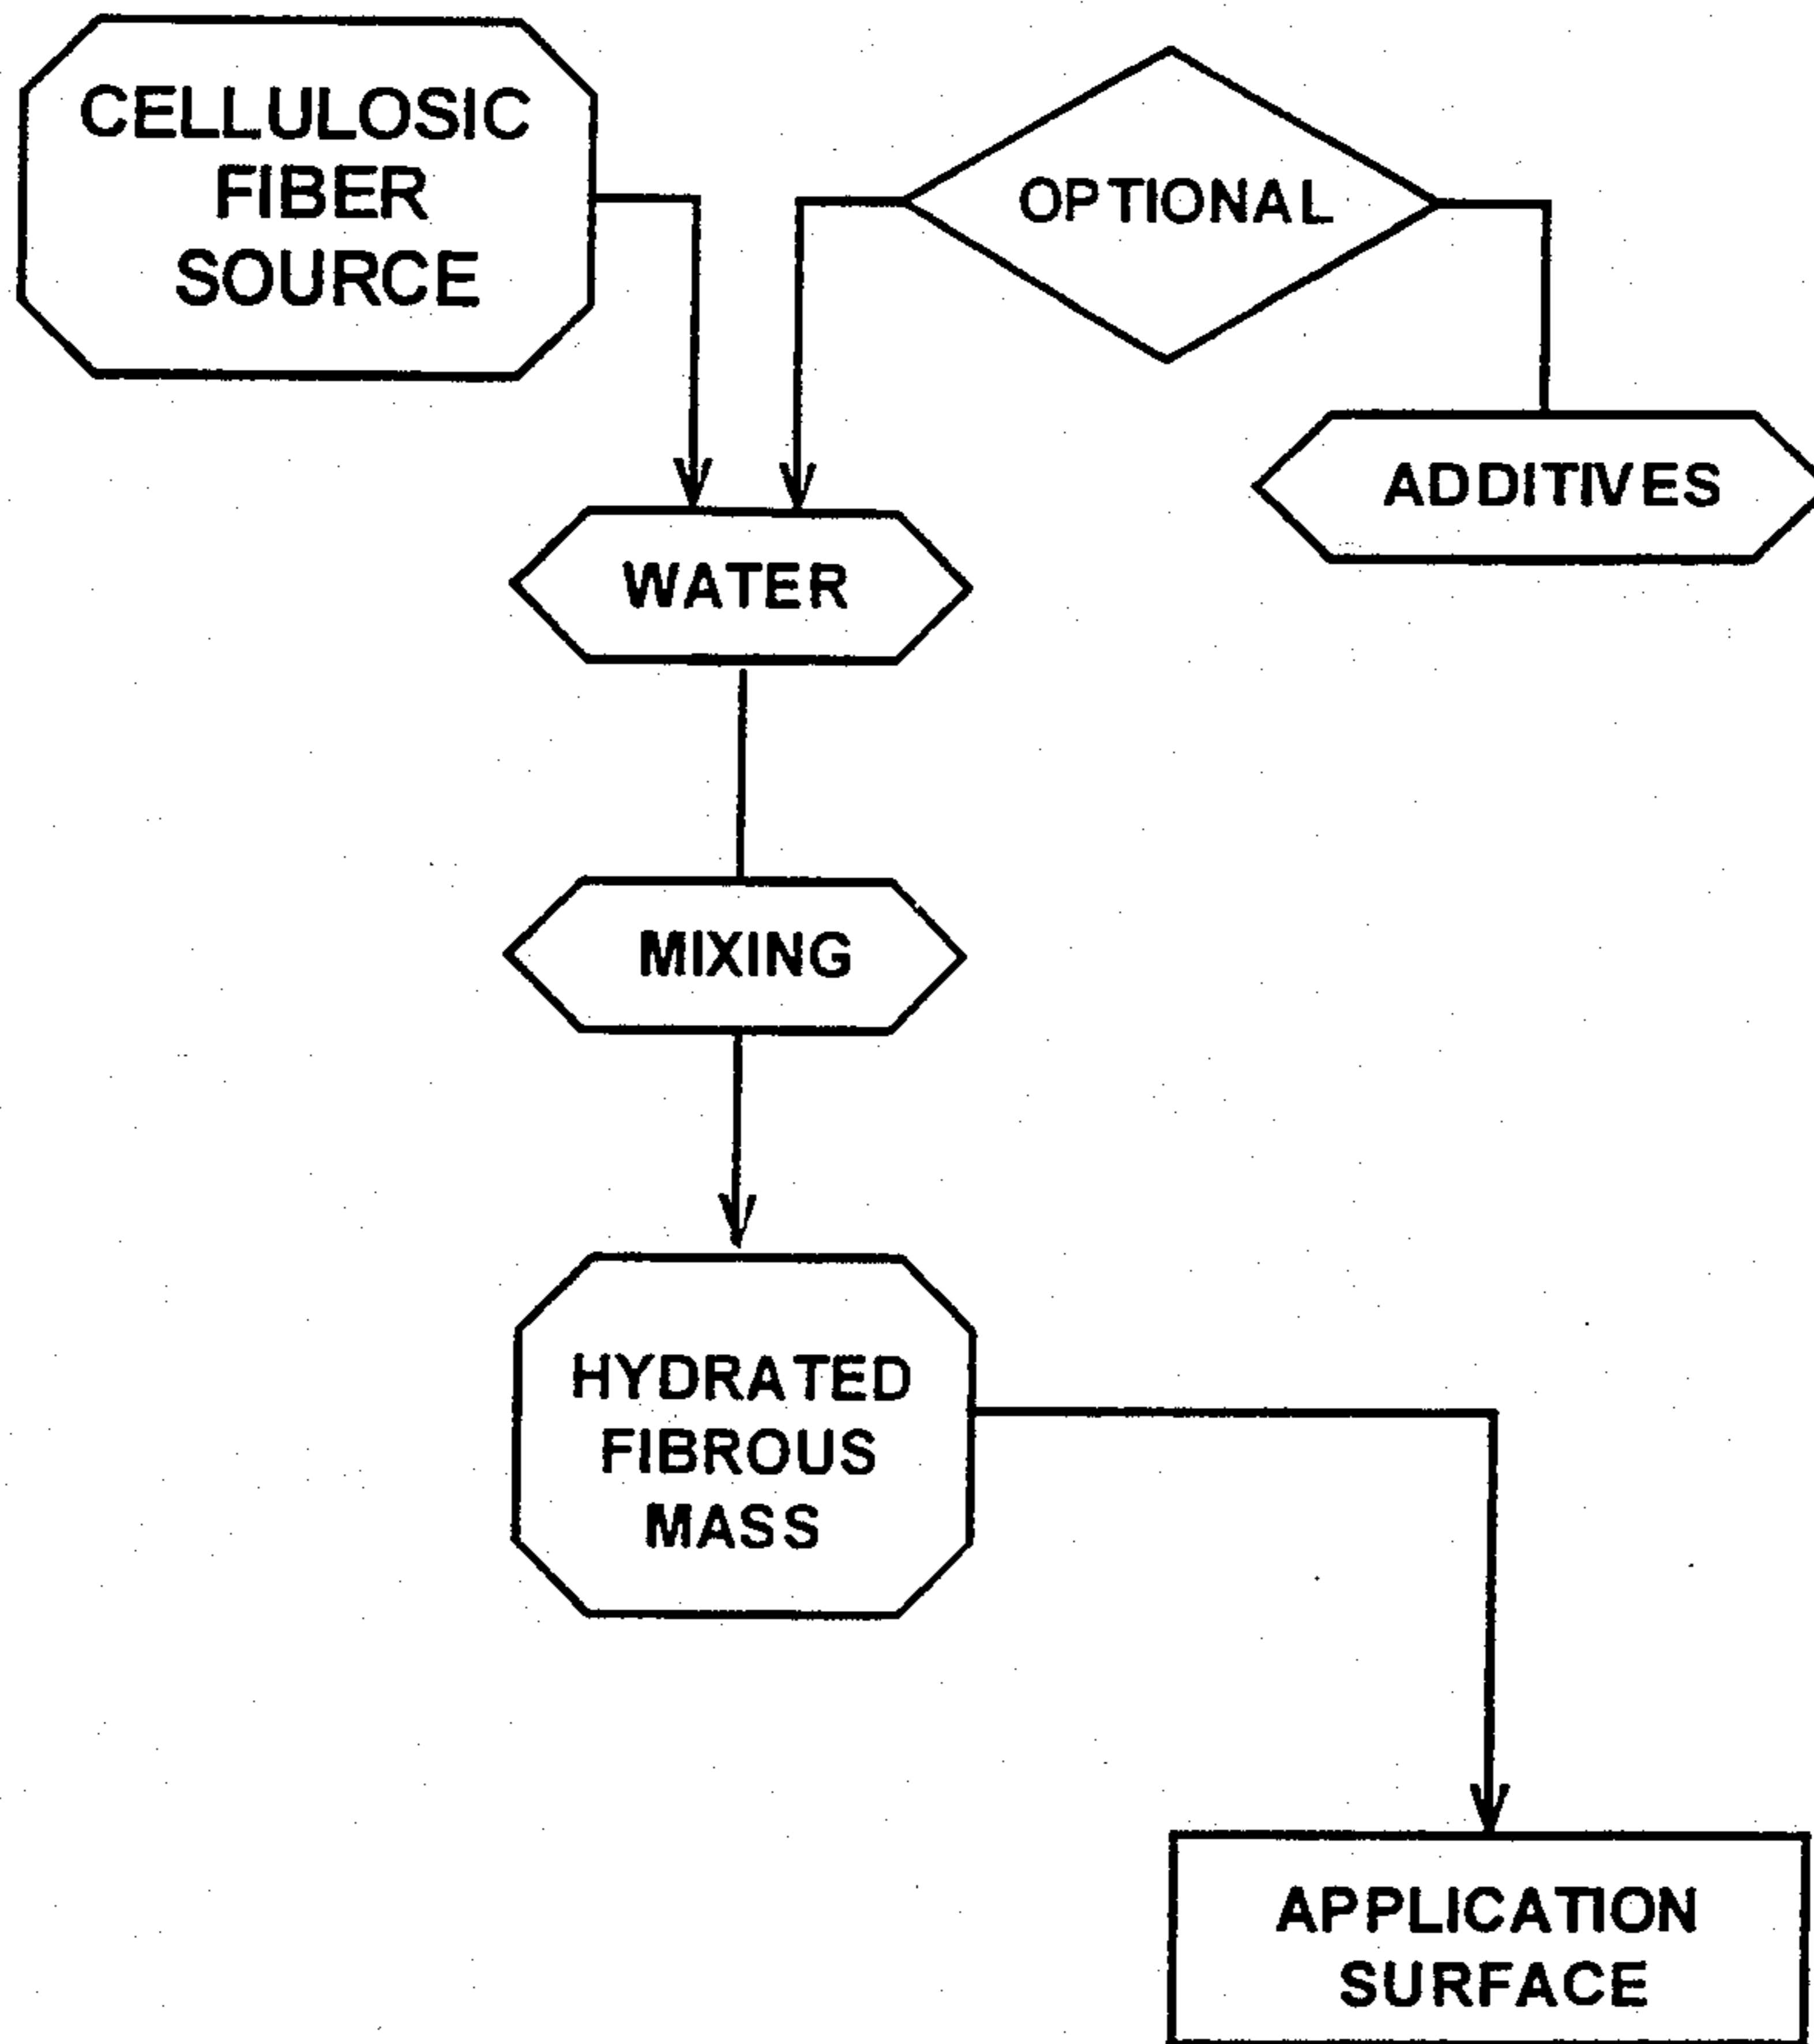 CELLULOSIC
FIBER
SOURCE
OPTIONAL
ADDITIVES
WATER
MIXING
HYDRATED
FIBROUS
MASS
APPLICATION
SURFACE